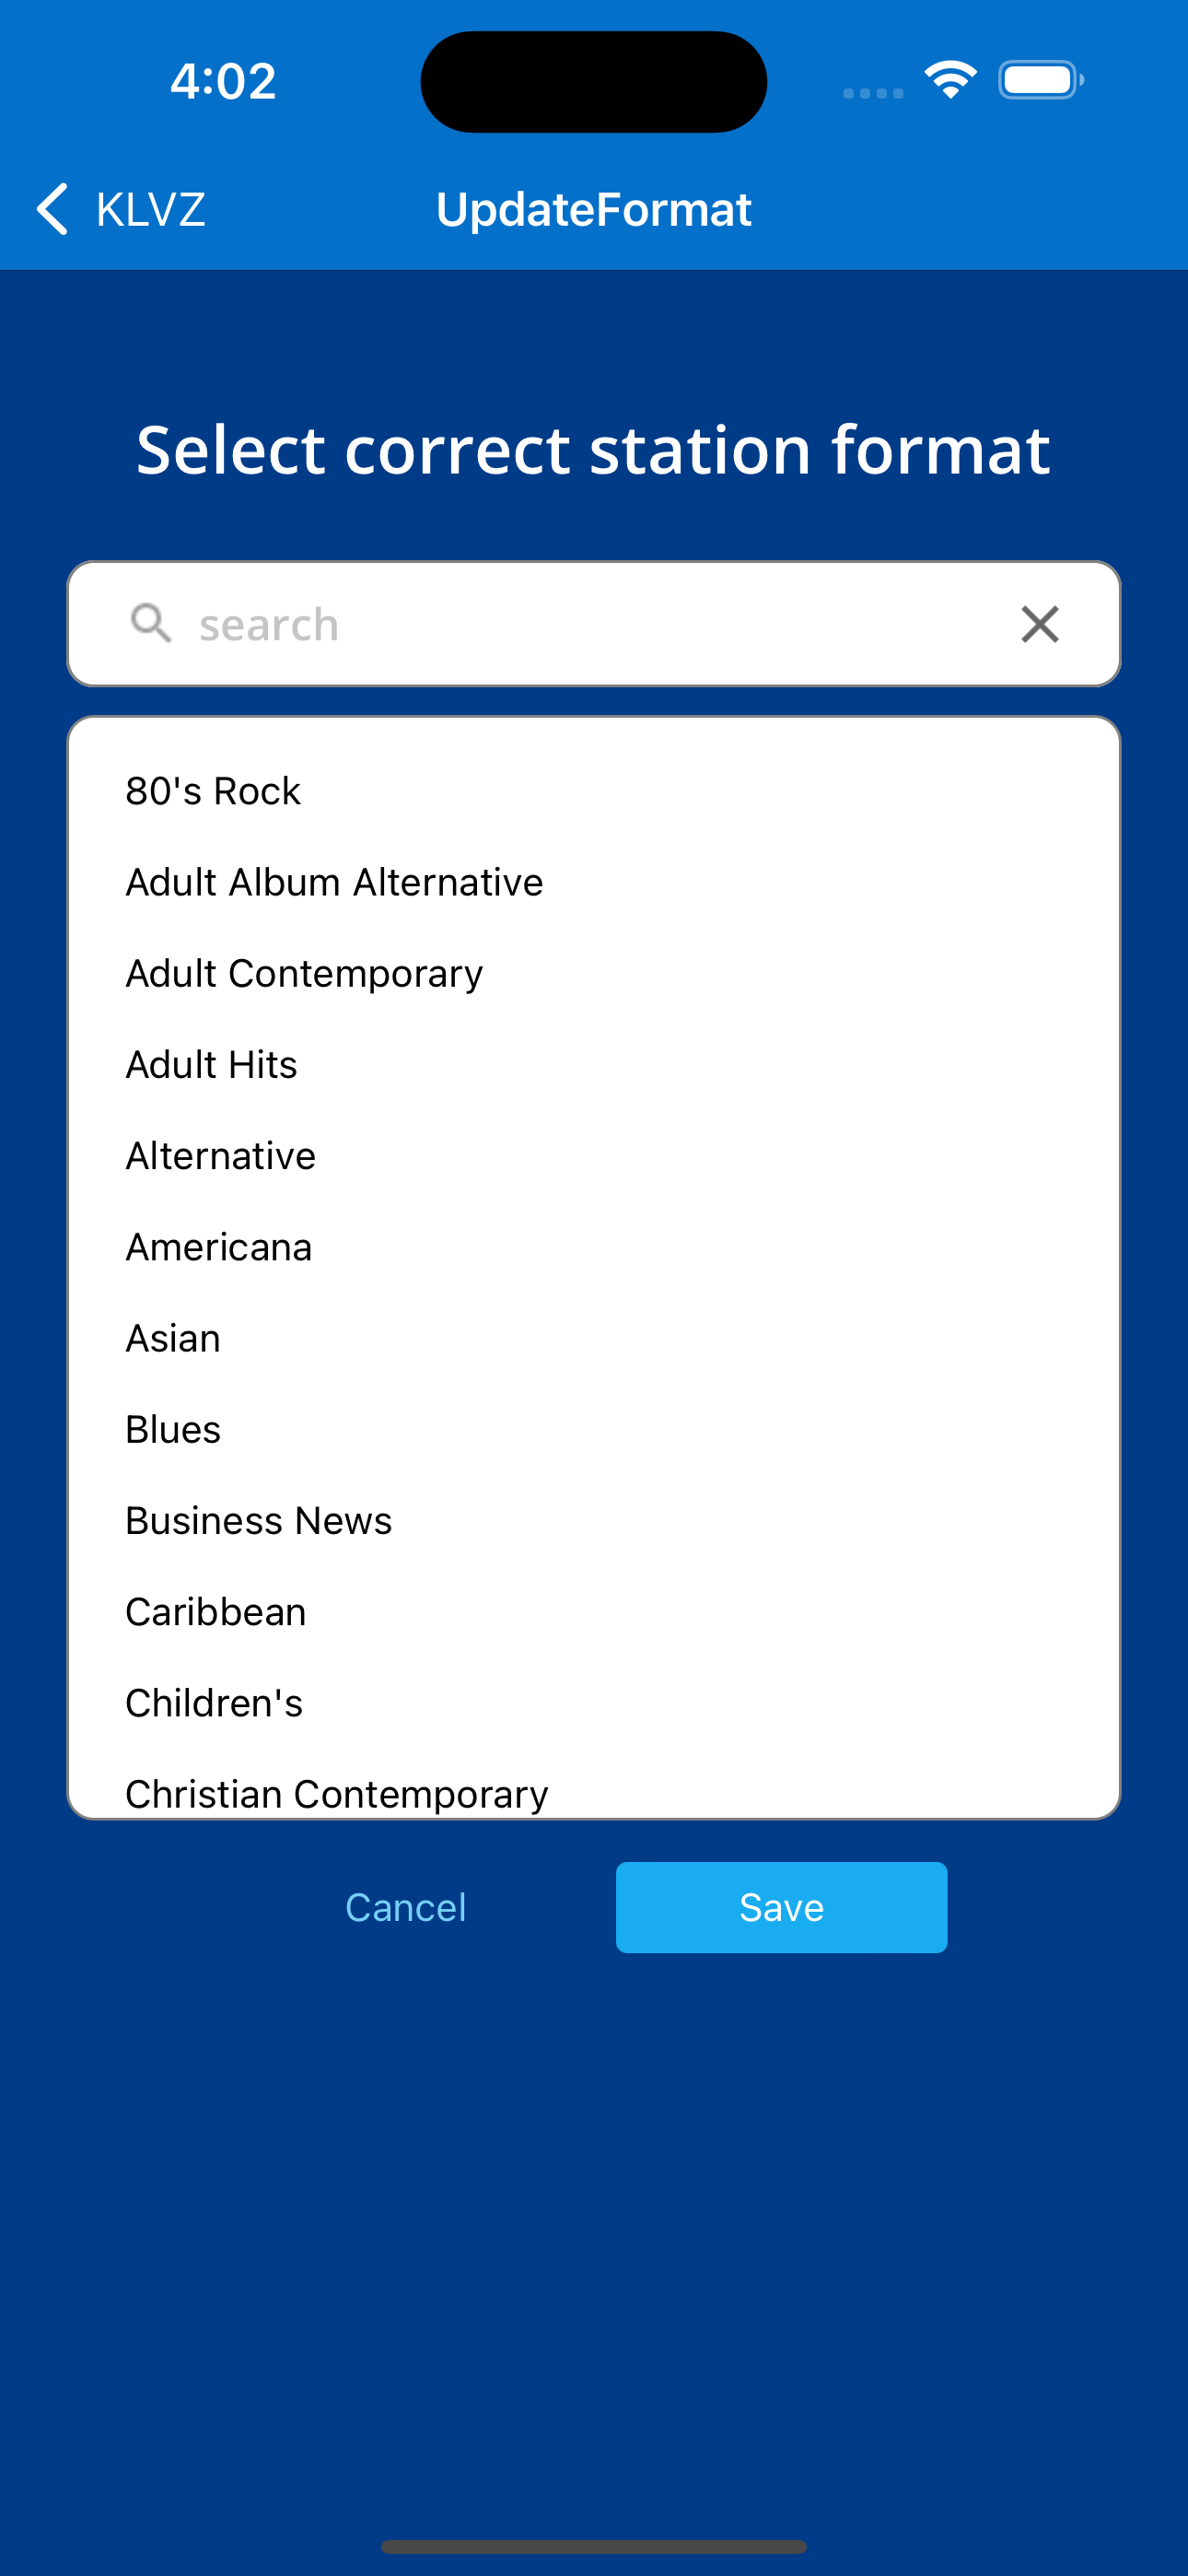 4:02
KLVZ
UpdateFormat
Select correct station format
search
80's Rock
Adult Album Alternative
Adult Contemporary
Adult Hits
Alternative
Americana
Asian
Blues
Business News
Caribbean
Children's
Christian Contemporary
Cancel
Save